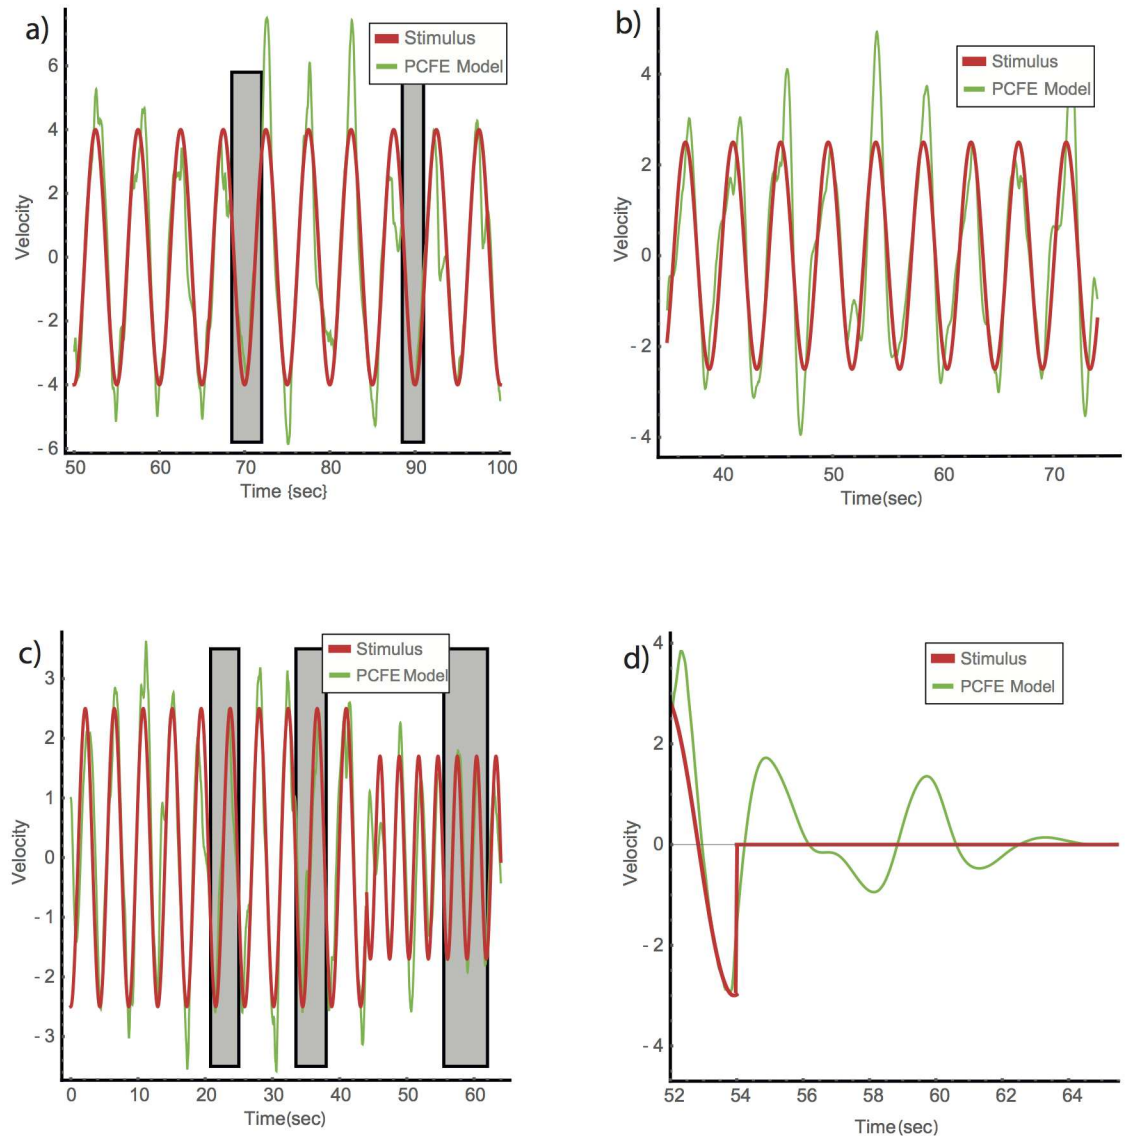 a)
Stimulus
PCFE Model
6
4
2
0
- 2
- 4
- 6
Velocity
50 60 70 80 90 100
Time {sec}
b)
Stimulus
PCFE Model
4
2
0
- 2
- 4
Velocity
40 50 60 70
Time(sec)
c)
Stimulus
PCFE Model
3
2
1
0
- 1
- 2
- 3
Velocity
0 10 20 30 40 50 60
Time(sec)
d)
Stimulus
PCFE Model
4
2
0
- 2
- 4
Velocity
52 54 56 58 60 62 64
Time(sec)